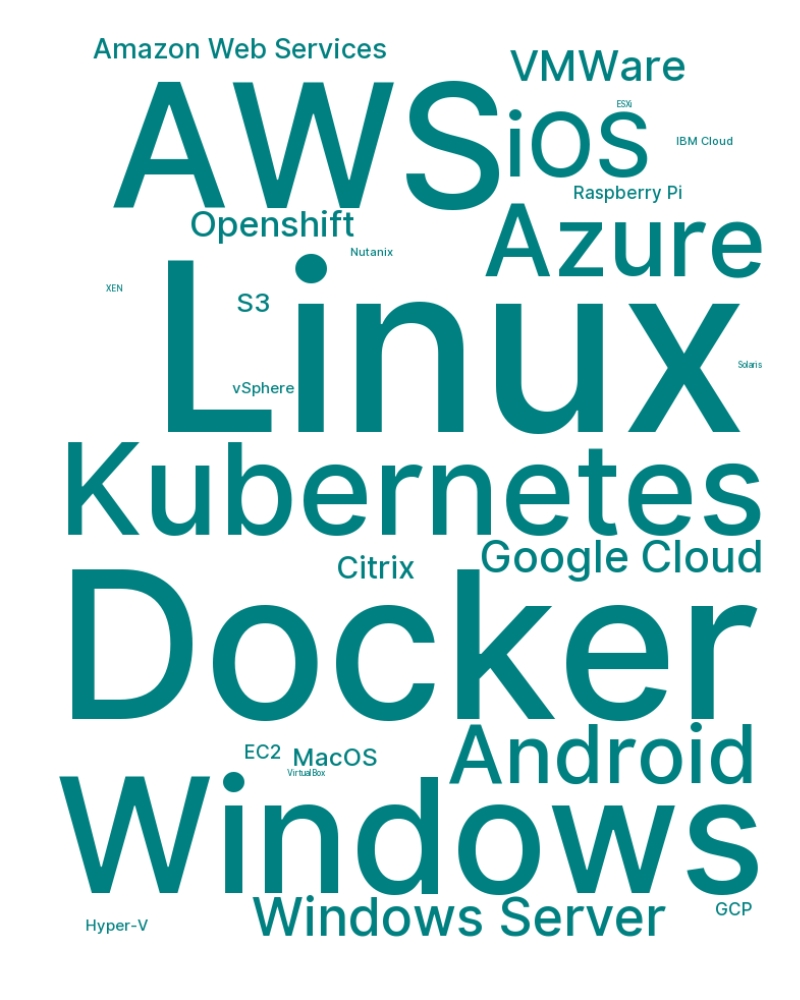 Amazon Web Services
VMWare
AWS
ESXi
iOS
IBM Cloud
Raspberry Pi
Openshift
Azure
Nutanix
XEN
S3
Linux
Solaris
vSphere
Kubernetes
Google Cloud
Citrix
Docker
EC2
MacOS
Android
VirtualBox
Windows
Windows Server
GCP
Hyper-V